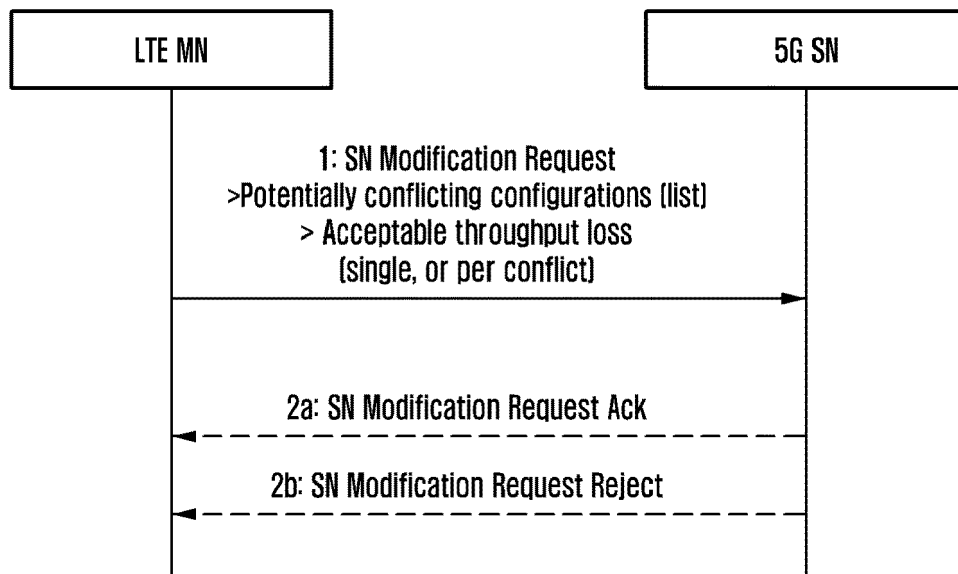 LTE MN
5G SN
1: SN Modification Request
>Potentially conflicting configurations (list)
> Acceptable throughput loss
(single, or per conflict)
2a: SN Modification Request Ack
2b: SN Modification Request Reject